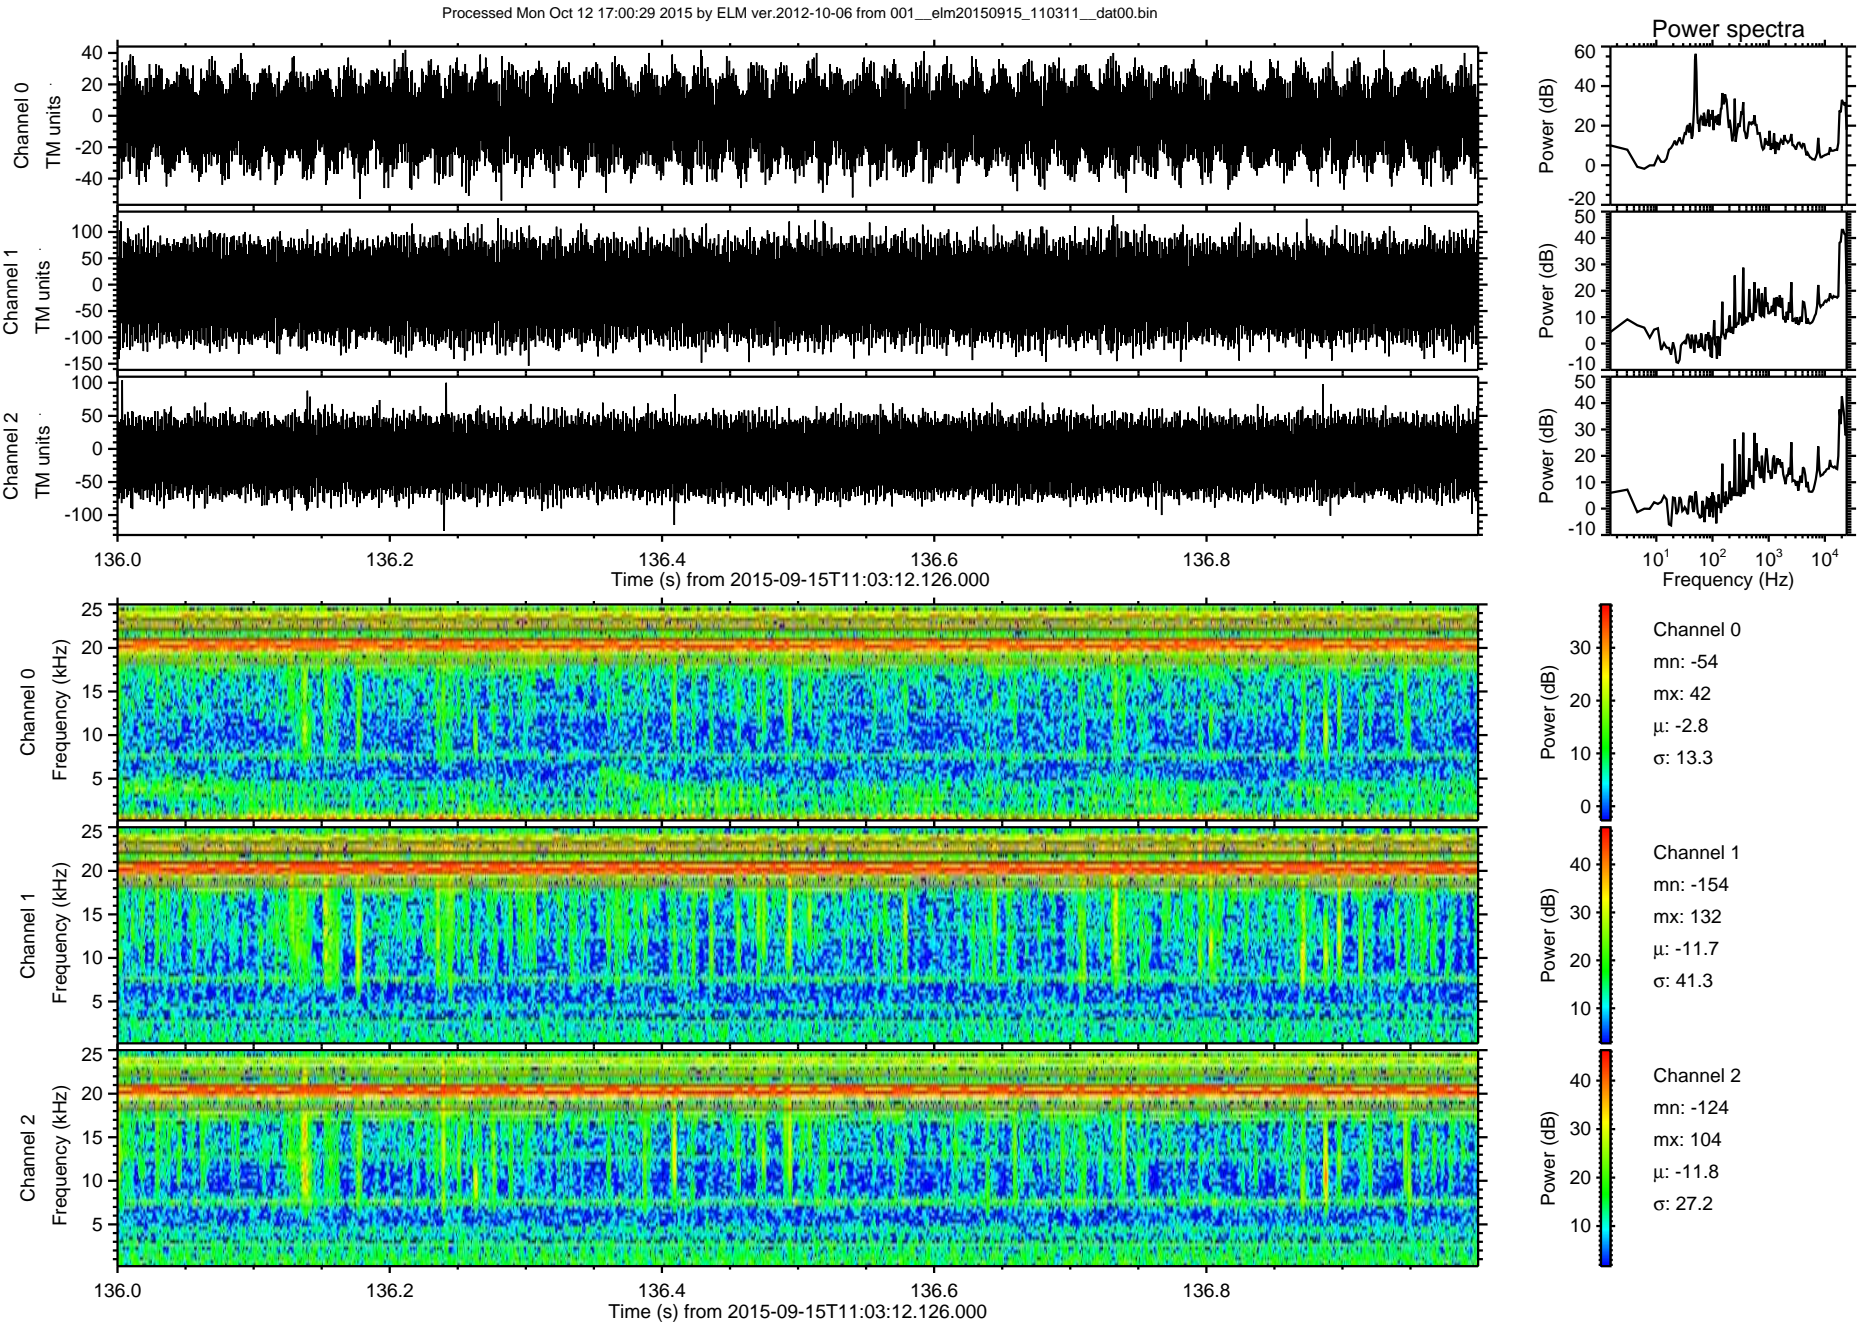 Processed Mon Oct 12 17:00:29 2015 by ELM ver.2012-10-06 from 001__elm20150915_110311__dat00.bin
Power spectra
Channel 0
TM units
40
20
0
-20
-40
Power (dB)
60
40
20
0
-20
Channel 1
TM units
100
50
0
-50
-100
-150
Power (dB)
50
40
30
20
10
0
-10
Channel 2
TM units
100
50
0
-50
-100
Power (dB)
50
40
30
20
10
0
-10
136.0 136.2 136.4 136.6 136.8
Time (s) from 2015-09-15T11:03:12.126.000
10^1 10^2 10^3 10^4
Frequency (Hz)
Channel 0
Frequency (kHz)
25
20
15
10
5
Power (dB)
30
20
10
0
Channel 0
mn: -54
mx: 42
μ: -2.8
σ: 13.3
Channel 1
Frequency (kHz)
25
20
15
10
5
Power (dB)
40
30
20
10
Channel 1
mn: -154
mx: 132
μ: -11.7
σ: 41.3
Channel 2
Frequency (kHz)
25
20
15
10
5
Power (dB)
40
30
20
10
Channel 2
mn: -124
mx: 104
μ: -11.8
σ: 27.2
136.0 136.2 136.4 136.6 136.8
Time (s) from 2015-09-15T11:03:12.126.000